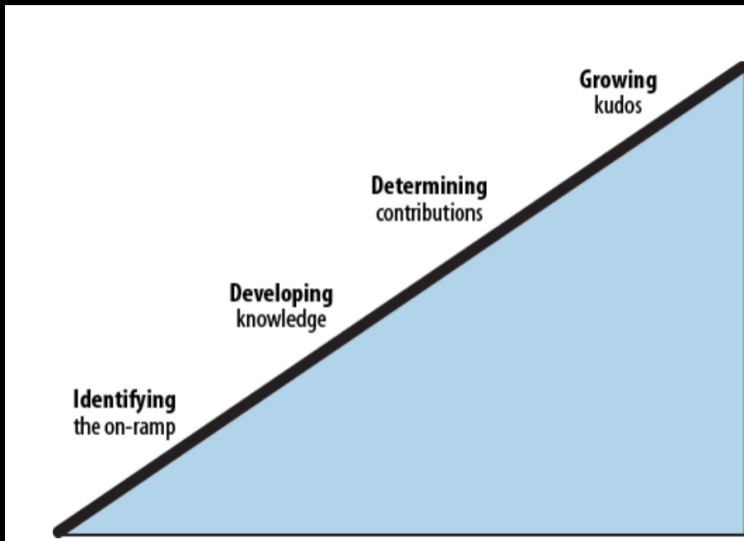 Growing
kudos
Determining
contributions
Developing
knowledge
Identifying
the on-ramp